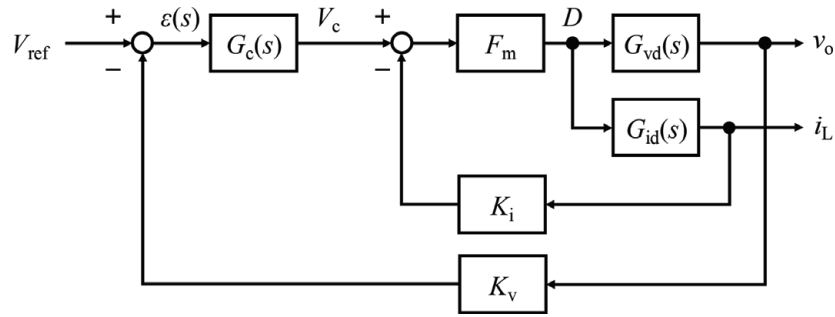 V_ref + − ε(s) G_c(s) V_c + − F_m D G_vd(s) v_o
G_id(s) i_L
K_i
K_v